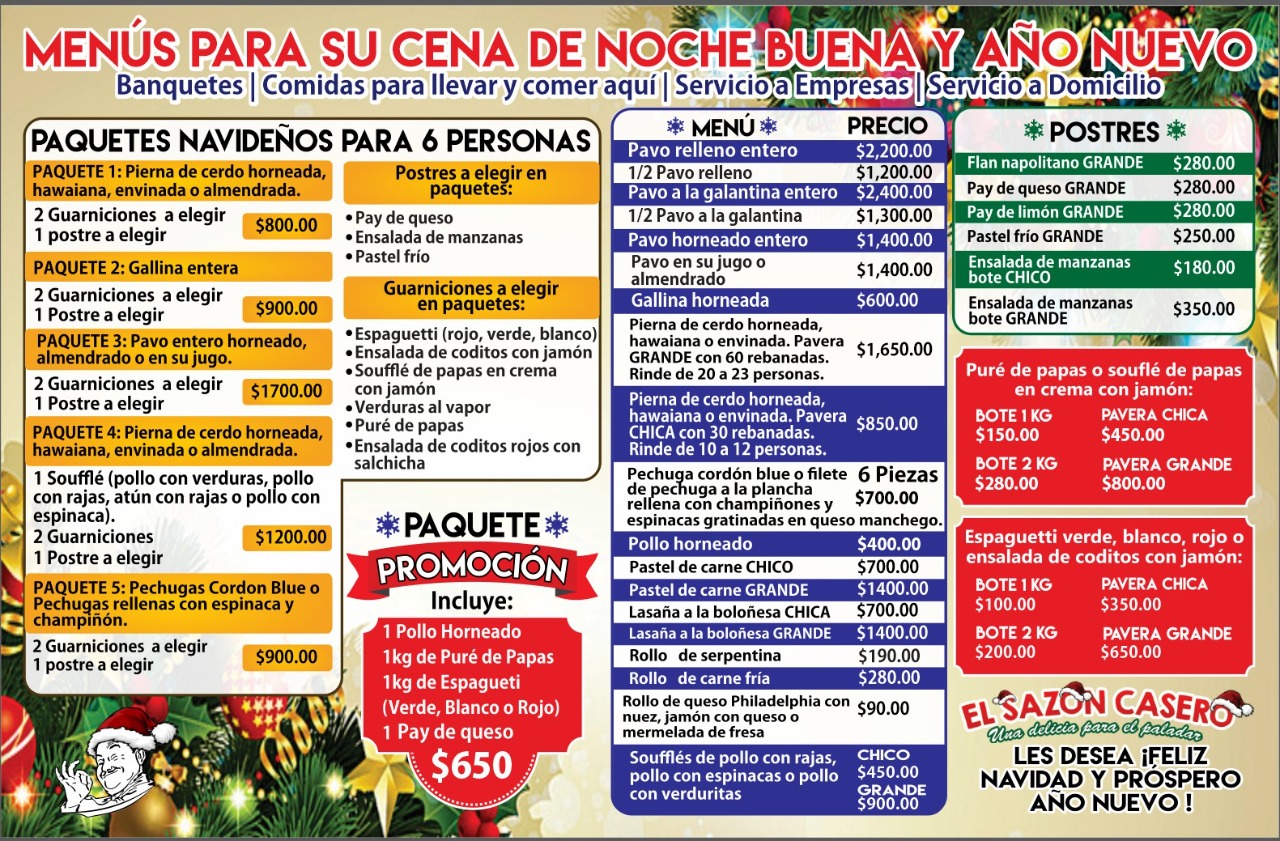 MENÚS PARA SU CENA DE NOCHE BUENA Y AÑO NUEVO
Banquetes | Comidas para llevar y comer aquí | Servicio a Empresas | Servicio a Domicilio
PAQUETES NAVIDEÑOS PARA 6 PERSONAS
PAQUETE 1: Pierna de cerdo horneada,
hawaiana, envinada o almendrada.
2 Guarniciones a elegir
1 postre a elegir
$800.00
PAQUETE 2: Gallina entera
2 Guarniciones a elegir
1 Postre a elegir
$900.00
PAQUETE 3: Pavo entero horneado,
almendrado o en su jugo.
2 Guarniciones a elegir
1 Postre a elegir
$1700.00
PAQUETE 4: Pierna de cerdo horneada,
hawaiana, envinada o almendrada.
1 Soufflé (pollo con verduras, pollo
con rajas, atún con rajas o pollo con
espinaca).
2 Guarniciones
1 Postre a elegir
$1200.00
PAQUETE 5: Pechugas Cordon Blue o
Pechugas rellenas con espinaca y
champiñón.
2 Guarniciones a elegir
1 postre a elegir
$900.00
Postres a elegir en
paquetes:
• Pay de queso
• Ensalada de manzanas
• Pastel frío
Guarniciones a elegir
en paquetes:
• Espaguetti (rojo, verde, blanco)
• Ensalada de coditos con jamón
• Soufflé de papas en crema
con jamón
• Verduras al vapor
• Puré de papas
• Ensalada de coditos rojos con
salchicha
PAQUETE
PROMOCIÓN
Incluye:
1 Pollo Horneado
1kg de Puré de Papas
1kg de Espagueti
(Verde, Blanco o Rojo)
1 Pay de queso
$650
MENÚ PRECIO
Pavo relleno entero $2,200.00
1/2 Pavo relleno $1,200.00
Pavo a la galantina entero $2,400.00
1/2 Pavo a la galantina $1,300.00
Pavo horneado entero $1,400.00
Pavo en su jugo o
almendrado $1,400.00
Gallina horneada $600.00
Pierna de cerdo horneada,
hawaiana o envinada. Pavera
GRANDE con 60 rebanadas.
Rinde de 20 a 23 personas.
$1,650.00
Pierna de cerdo horneada,
hawaiana o envinada. Pavera
CHICA con 30 rebanadas.
Rinde de 10 a 12 personas.
$850.00
Pechuga cordón blue o filete 6 Piezas
de pechuga a la plancha
rellena con champiñones y $700.00
espinacas gratinadas en queso manchego.
Pollo horneado $400.00
Pastel de carne CHICO $700.00
Pastel de carne GRANDE $1400.00
Lasaña a la boloñesa CHICA $700.00
Lasaña a la boloñesa GRANDE $1400.00
Rollo de serpentina $190.00
Rollo de carne fría $280.00
Rollo de queso Philadelphia con
nuez, jamón con queso o
mermelada de fresa
$90.00
Soufflés de pollo con rajas,
pollo con espinacas o pollo
con verduritas
CHICO
$450.00
GRANDE
$900.00
POSTRES
Flan napolitano GRANDE $280.00
Pay de queso GRANDE $280.00
Pay de limón GRANDE $280.00
Pastel frío GRANDE $250.00
Ensalada de manzanas
bote CHICO $180.00
Ensalada de manzanas
bote GRANDE $350.00
Puré de papas o souflé de papas
en crema con jamón:
BOTE 1 KG PAVERA CHICA
$150.00 $450.00
BOTE 2 KG PAVERA GRANDE
$280.00 $800.00
Espaguetti verde, blanco, rojo o
ensalada de coditos con jamón:
BOTE 1 KG PAVERA CHICA
$100.00 $350.00
BOTE 2 KG PAVERA GRANDE
$200.00 $650.00
EL SAZÓN CASERO
Una delicia para el paladar
LES DESEA ¡FELIZ
NAVIDAD Y PRÓSPERO
AÑO NUEVO !